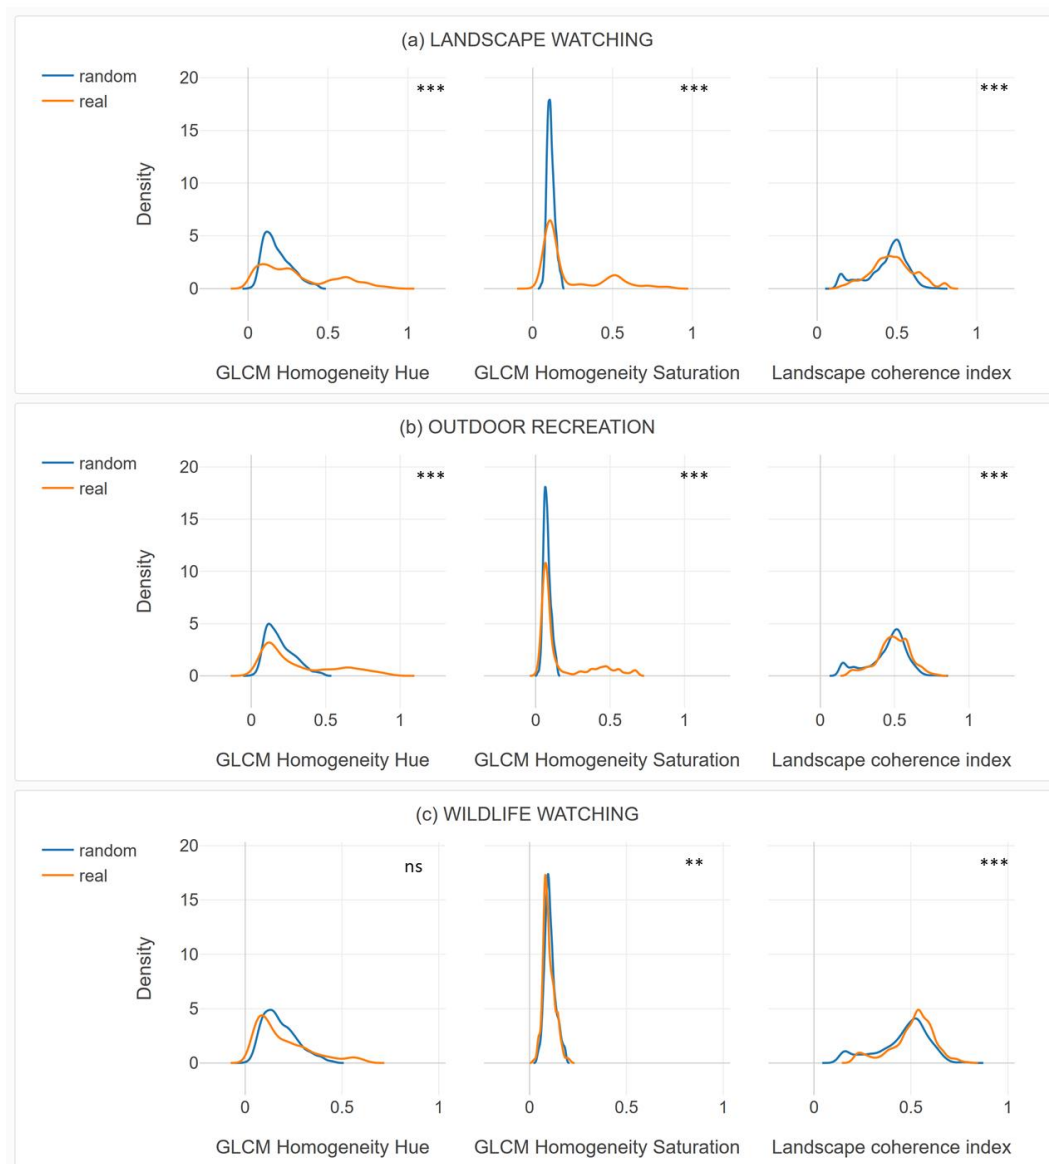 (a) LANDSCAPE WATCHING
random
real
20
15
10
5
0
Density
***
***
***
0 0.5 1
0 0.5 1
0 0.5 1
GLCM Homogeneity Hue
GLCM Homogeneity Saturation
Landscape coherence index
(b) OUTDOOR RECREATION
random
real
20
15
10
5
0
Density
***
***
***
0 0.5 1
0 0.5 1
0 0.5 1
GLCM Homogeneity Hue
GLCM Homogeneity Saturation
Landscape coherence index
(c) WILDLIFE WATCHING
random
real
20
15
10
5
0
Density
ns
**
***
0 0.5 1
0 0.5 1
0 0.5 1
GLCM Homogeneity Hue
GLCM Homogeneity Saturation
Landscape coherence index